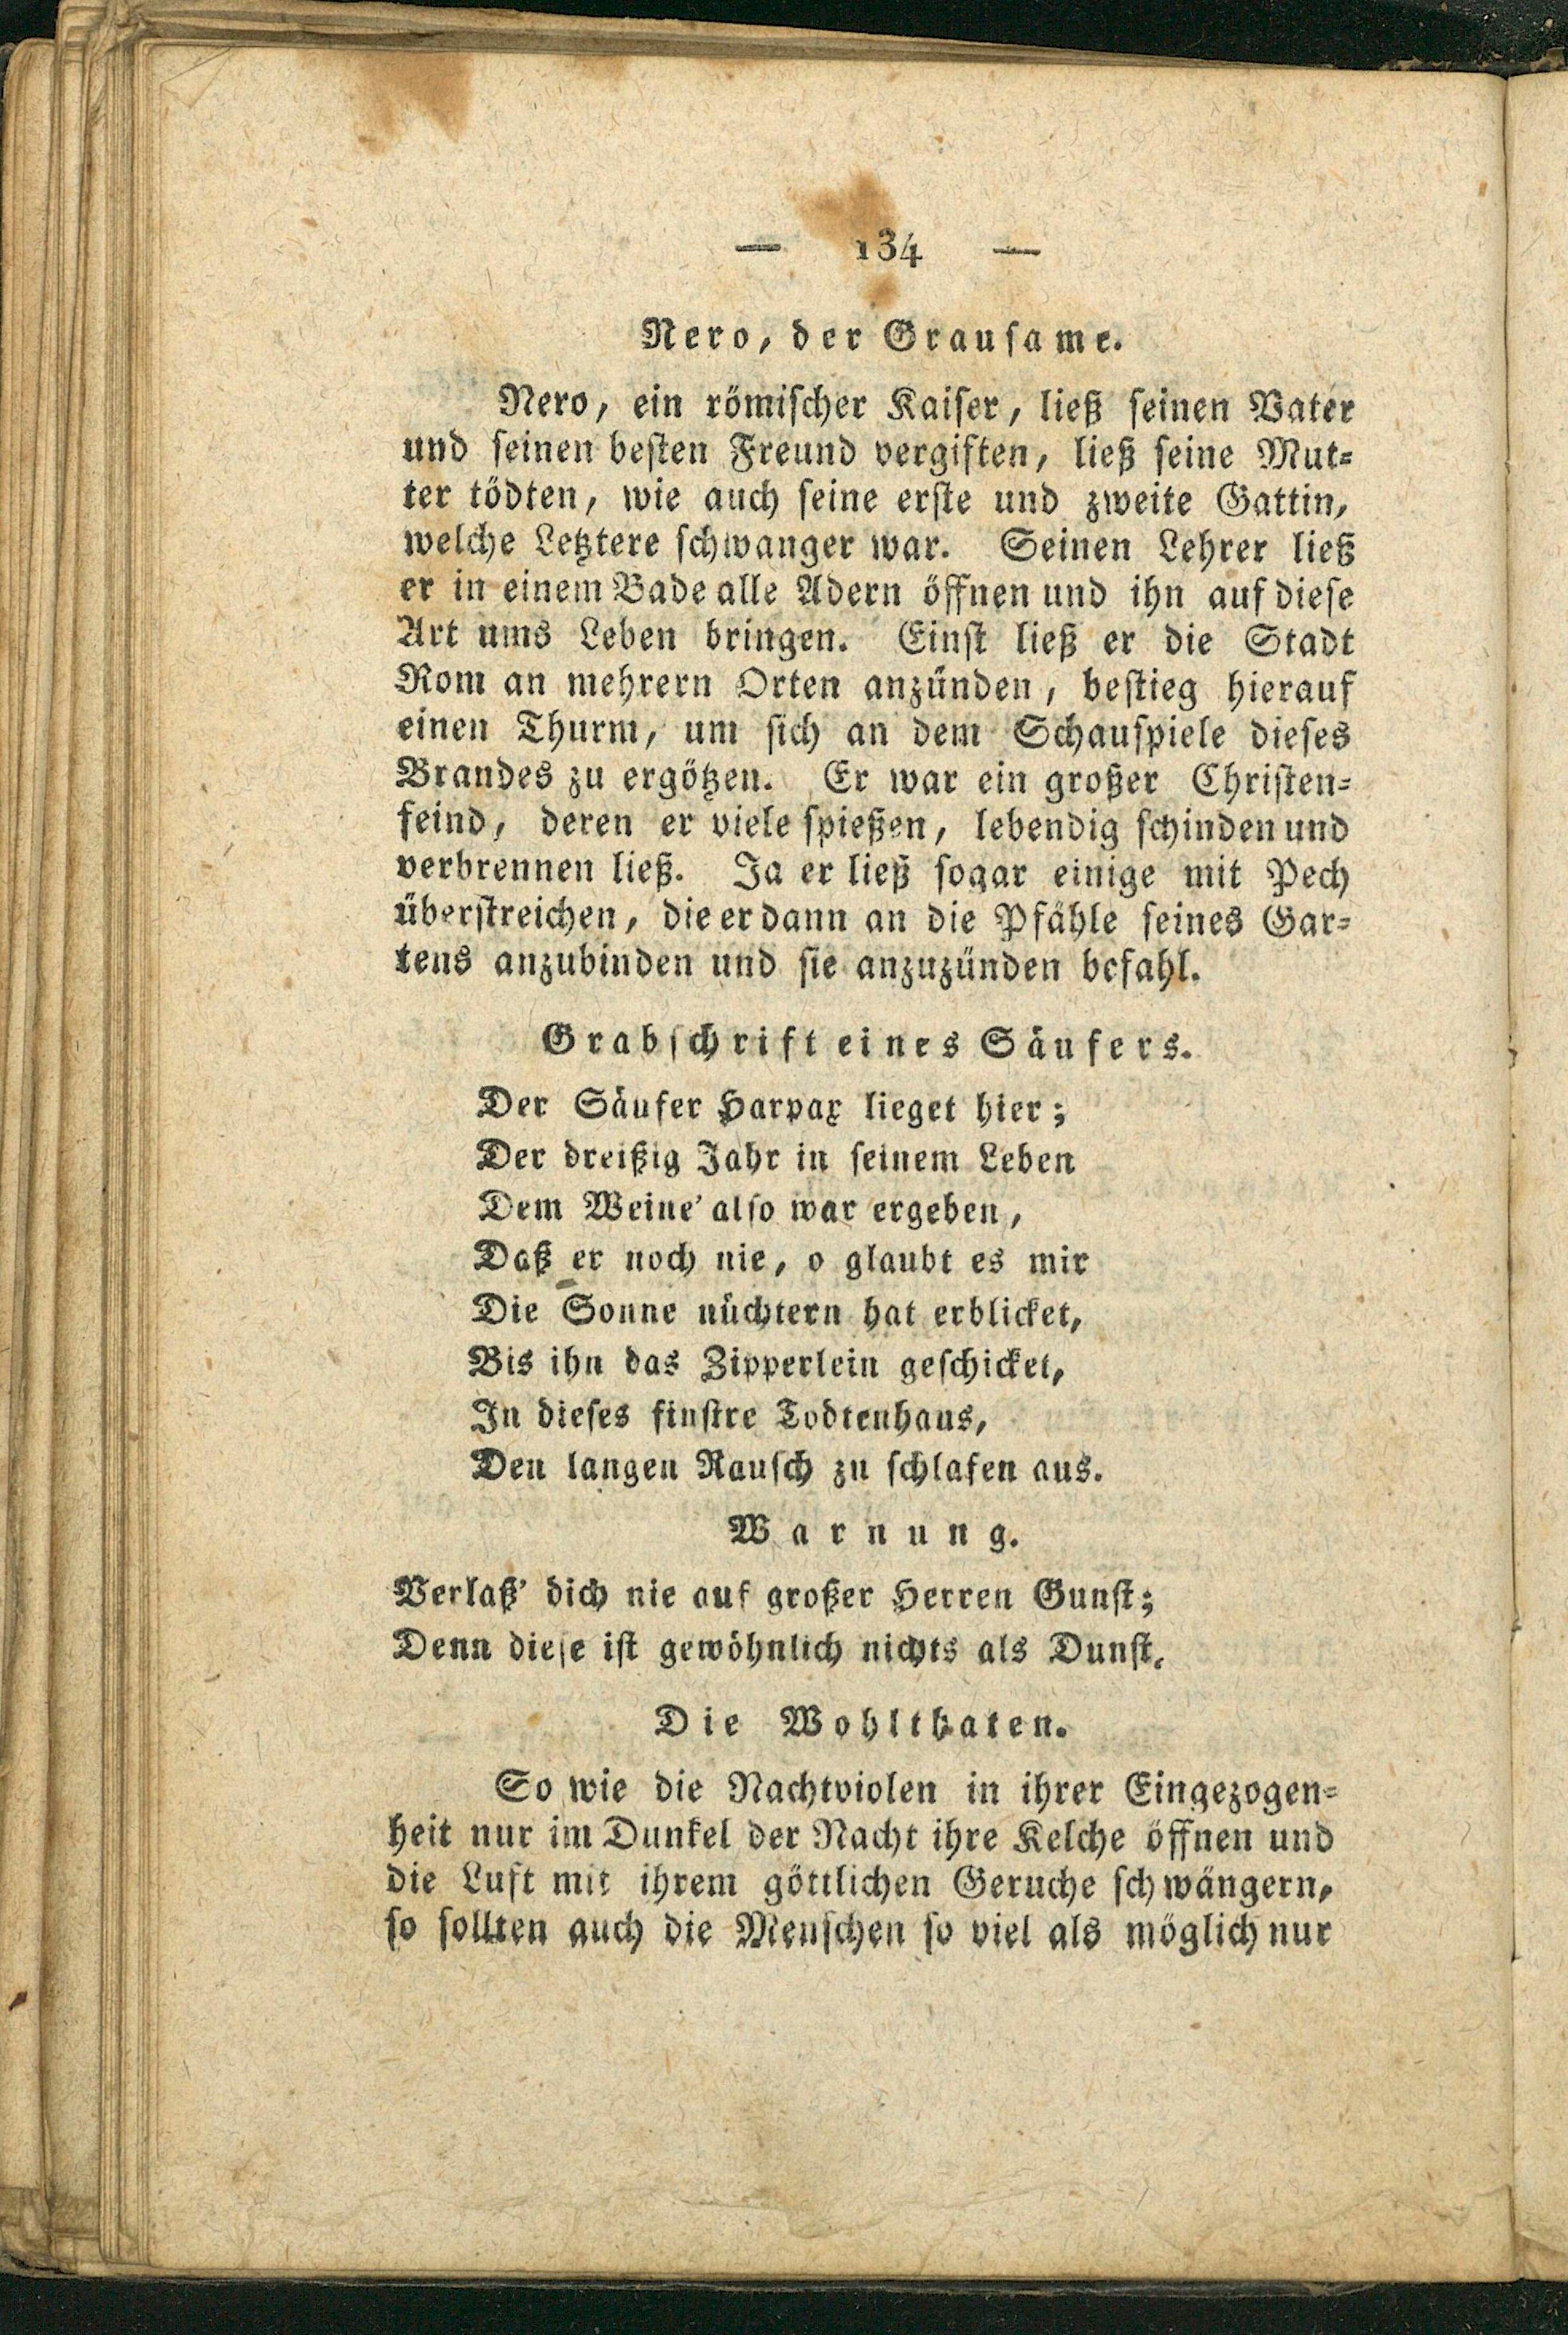 — 134 —
Nero, der Grausame.
Nero, ein römischer Kaiser, ließ seinen Vater
und seinen besten Freund vergiften, ließ seine Mut-
ter tödten, wie auch seine erste und zweite Gattin,
welche Letztere schwanger war. Seinen Lehrer ließ
er in einem Bade alle Adern öffnen und ihn auf diese
Art ums Leben bringen. Einst ließ er die Stadt
Rom an mehrern Orten anzünden, bestieg hierauf
einen Thurm, um sich an dem Schauspiele dieses
Brandes zu ergötzen. Er war ein großer Christen-
feind, deren er viele spießen, lebendig schinden und
verbrennen ließ. Ja er ließ sogar einige mit Pech
überstreichen, die er dann an die Pfähle seines Gar-
tens anzubinden und sie anzuzünden befahl.
Grabschrift eines Säufers.
Der Säufer Harpax lieget hier;
Der dreißig Jahr in seinem Leben
Dem Weine' also war ergeben,
Daß er noch nie, o glaubt es mir
Die Sonne nüchtern hat erblicket,
Bis ihn das Zipperlein geschicket,
In dieses finstre Todtenhaus,
Den langen Rausch zu schlafen aus.
Warnung.
Verlaß' dich nie auf großer Herren Gunst;
Denn diese ist gewöhnlich nichts als Dunst.
Die Wohlthaten.
So wie die Nachtviolen in ihrer Eingezogen-
heit nur im Dunkel der Nacht ihre Kelche öffnen und
die Luft mit ihrem göttlichen Geruche schwängern,
so sollten auch die Menschen so viel als möglich nur